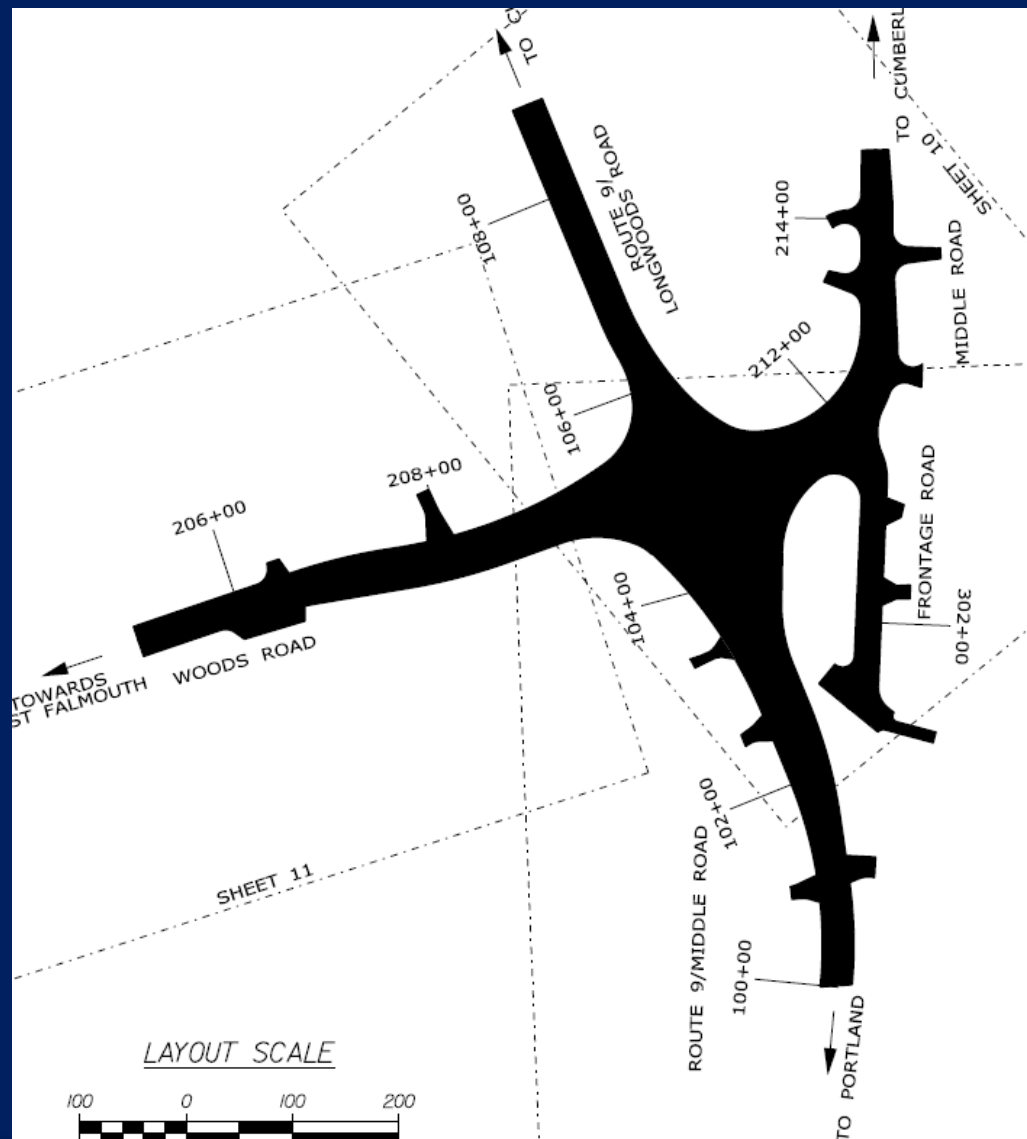 TO
TO CUMBERL
SHEET 10
ROUTE 9/
LONGWOODS ROAD
108+00
214+00
MIDDLE ROAD
212+00
106+00
208+00
206+00
FRONTAGE ROAD
104+00
302+00
TOWARDS
ST FALMOUTH WOODS ROAD
102+00
SHEET 11
ROUTE 9/MIDDLE ROAD
100+00
TO PORTLAND
LAYOUT SCALE
100 0 100 200